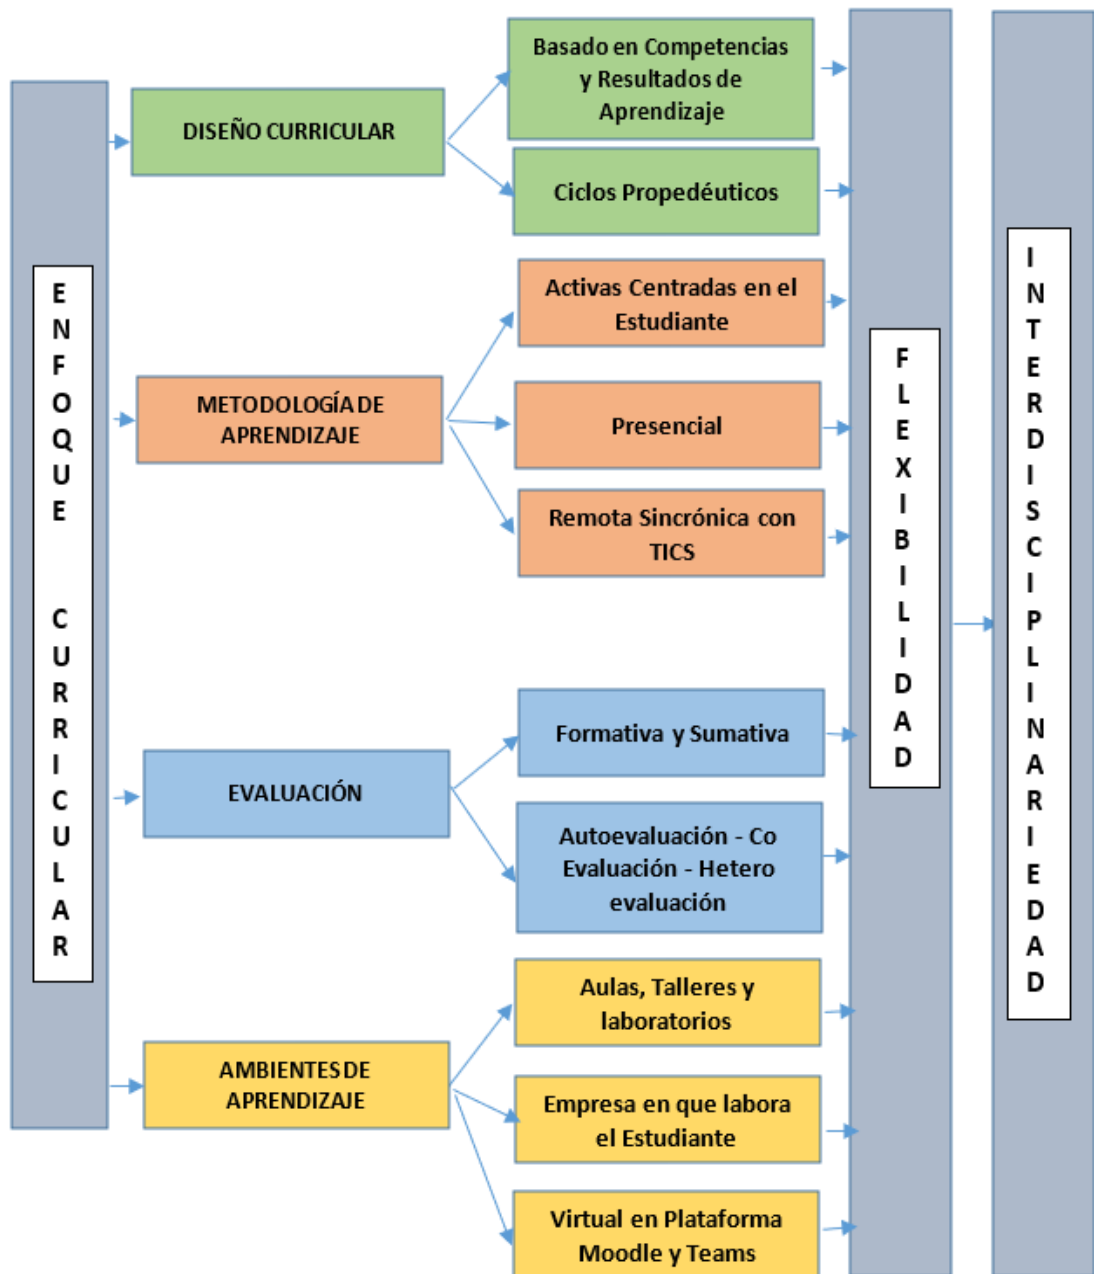 ENFOQUE CURRICULAR
DISEÑO CURRICULAR
Basado en Competencias
y Resultados de
Aprendizaje
Ciclos Propedéuticos
METODOLOGÍA DE
APRENDIZAJE
Activas Centradas en el
Estudiante
Presencial
Remota Sincrónica con
TICS
EVALUACIÓN
Formativa y Sumativa
Autoevaluación - Co
Evaluación - Hetero
evaluación
AMBIENTES DE
APRENDIZAJE
Aulas, Talleres y
laboratorios
Empresa en que labora
el Estudiante
Virtual en Plataforma
Moodle y Teams
FLEXIBILIDAD
INTERDISCIPLINARIEDAD